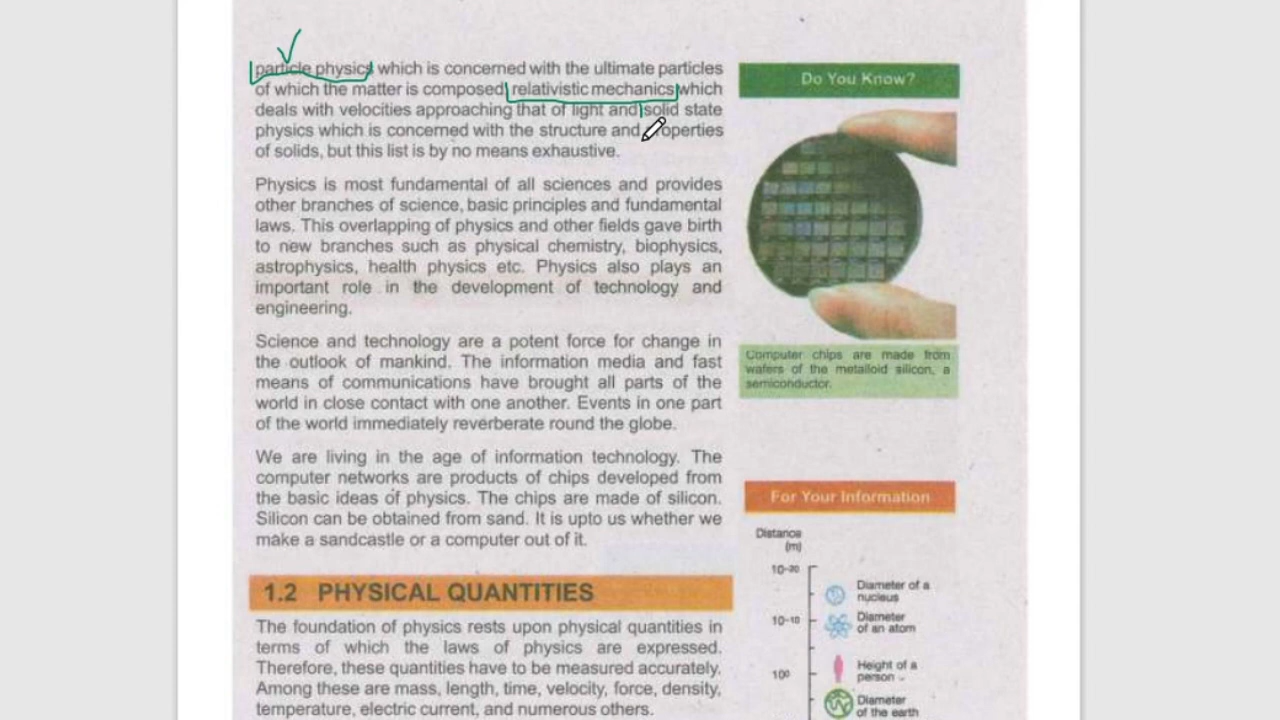 particle physics which is concerned with the ultimate particles
of which the matter is composed, relativistic mechanics which
deals with velocities approaching that of light and solid state
physics which is concerned with the structure and properties
of solids, but this list is by no means exhaustive.
Physics is most fundamental of all sciences and provides
other branches of science, basic principles and fundamental
laws. This overlapping of physics and other fields gave birth
to new branches such as physical chemistry, biophysics,
astrophysics, health physics etc. Physics also plays an
important role in the development of technology and
engineering.
Science and technology are a potent force for change in
the outlook of mankind. The information media and fast
means of communications have brought all parts of the
world in close contact with one another. Events in one part
of the world immediately reverberate round the globe.
We are living in the age of information technology. The
computer networks are products of chips developed from
the basic ideas of physics. The chips are made of silicon.
Silicon can be obtained from sand. It is upto us whether we
make a sandcastle or a computer out of it.
1.2 PHYSICAL QUANTITIES
The foundation of physics rests upon physical quantities in
terms of which the laws of physics are expressed.
Therefore, these quantities have to be measured accurately.
Among these are mass, length, time, velocity, force, density,
temperature, electric current, and numerous others.
Do You Know?
Computer chips are made from
wafers of the metalloid silicon, a
semiconductor.
For Your Information
Distance
(m)
10⁻²⁰
Diameter of a
nucleus
10⁻¹⁰
Diameter
of an atom
10⁰
Height of a
person
Diameter
of the earth